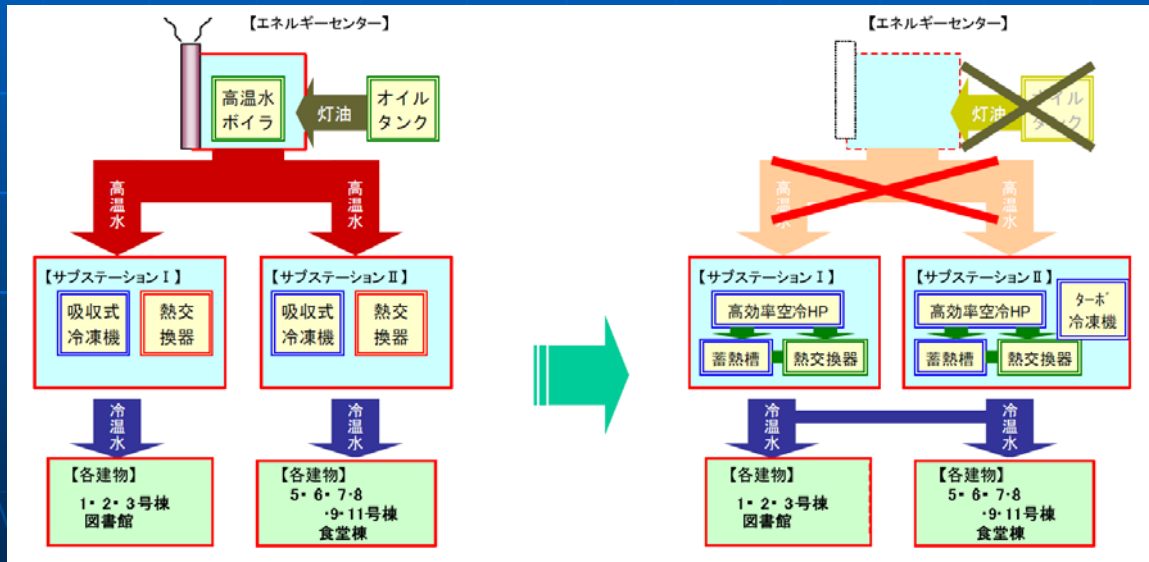 【エネルギーセンター】
高温水
ボイラ
灯油
オイル
タンク
高温水
高温水
【サブステーションⅠ】
吸収式
冷凍機
熱交
換器
【サブステーションⅡ】
吸収式
冷凍機
熱交
換器
冷温水
冷温水
【各建物】
1・2・3号棟
図書館
【各建物】
5・6・7・8
・9・11号棟
食堂棟
【エネルギーセンター】
灯油
オイル
タンク
高温水
高温水
【サブステーションⅠ】
高効率空冷HP
蓄熱槽
熱交換器
【サブステーションⅡ】
高効率空冷HP
ターボ
冷凍機
蓄熱槽
熱交換器
冷温水
冷温水
【各建物】
1・2・3号棟
図書館
【各建物】
5・6・7・8
・9・11号棟
食堂棟